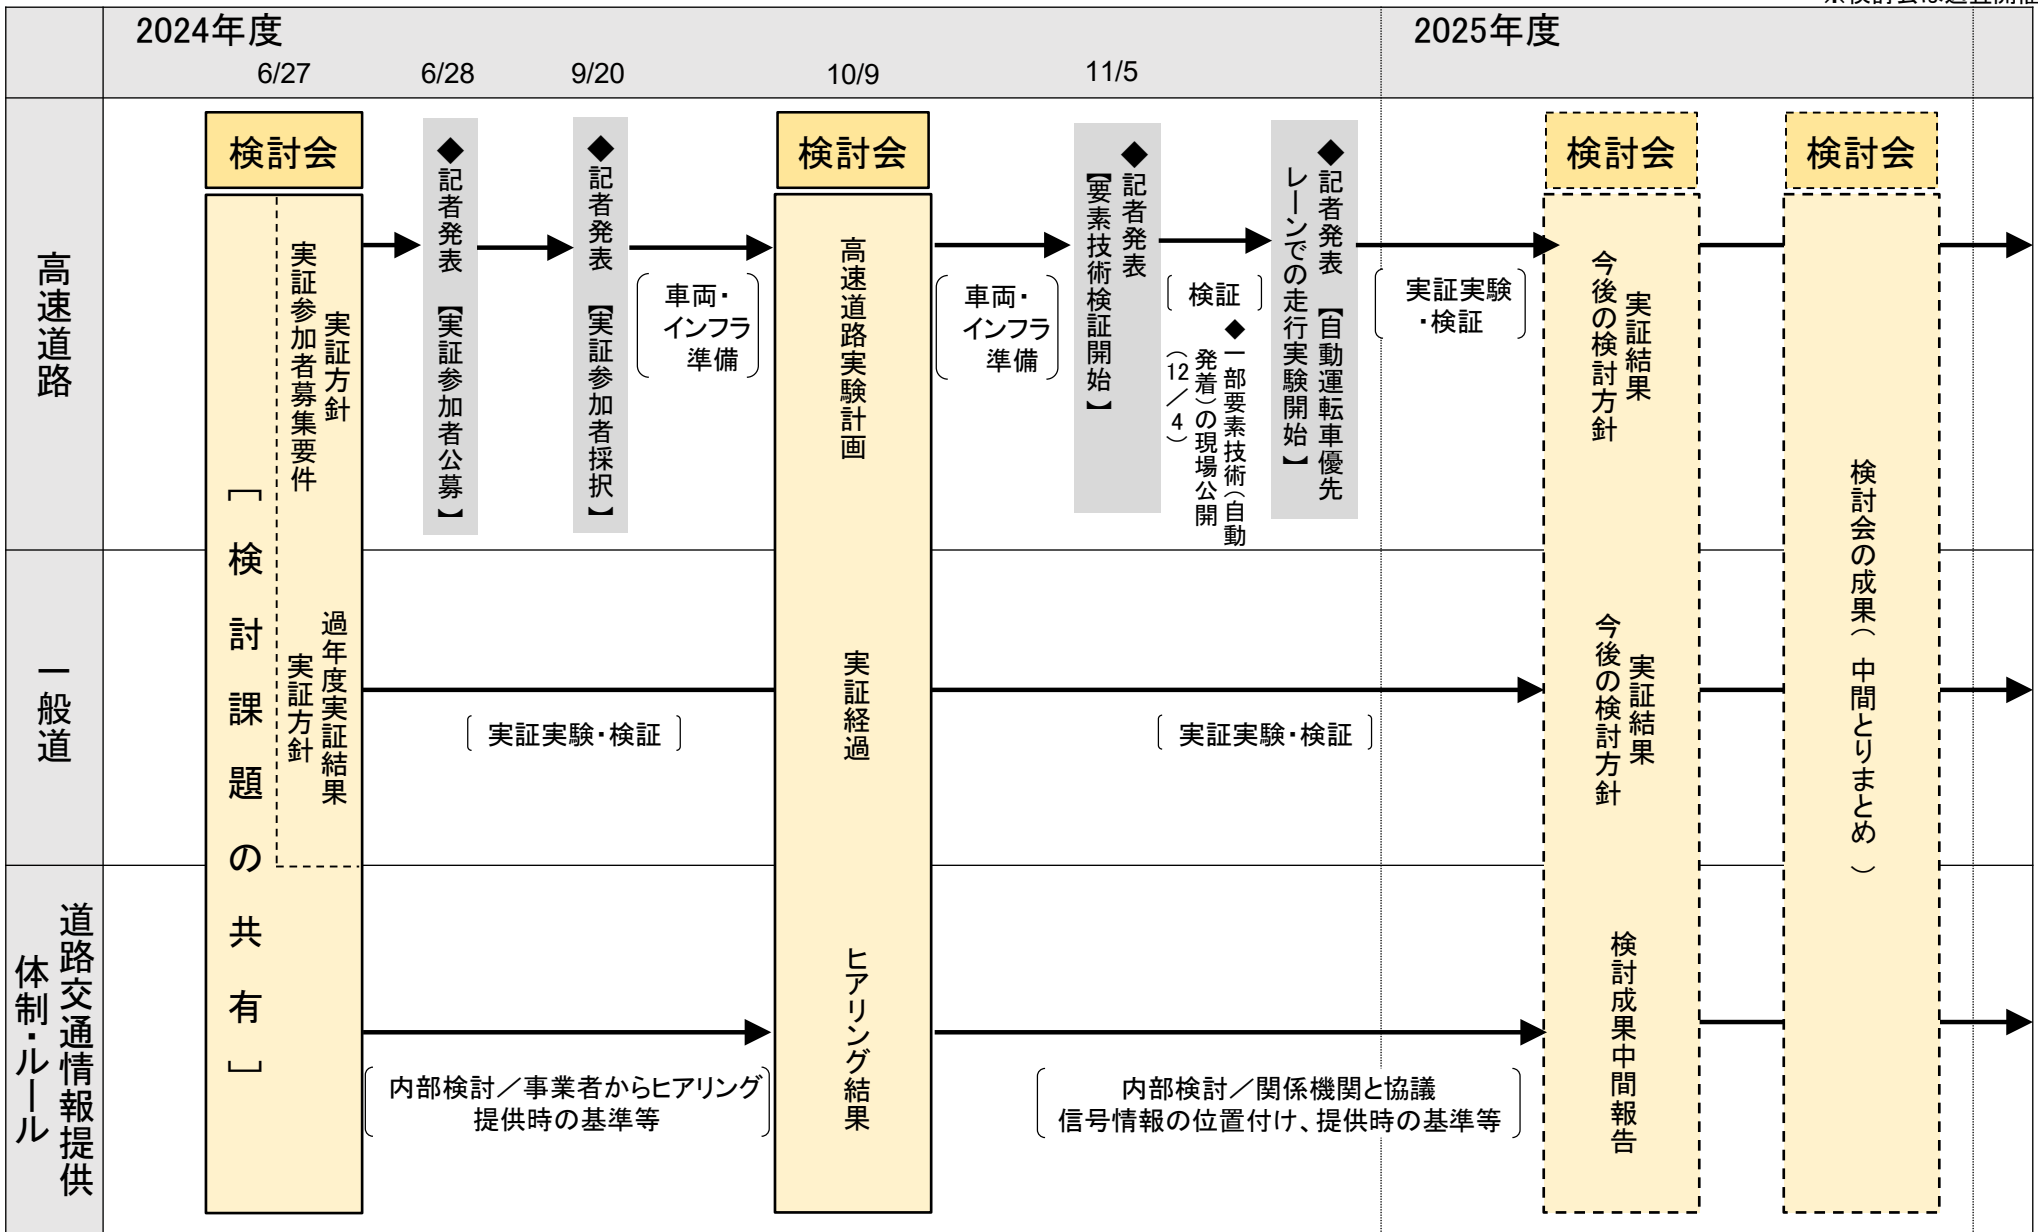 2024年度
2025年度
6/27
6/28
9/20
10/9
11/5
高速道路
一般道
道路交通情報提供
体制・ルール
検討会
実証方針
実証参加者募集要件
過年度実証結果
実証方針
［検討課題の共有］
◆記者発表 【実証参加者公募】
◆記者発表 【実証参加者採択】
車両・
インフラ
準備
検討会
高速道路実験計画
実証経過
ヒアリング結果
車両・
インフラ
準備
◆記者発表
【要素技術検証開始】
検証
◆一部要素技術（自動
発着）の現場公開
（12／4）
◆記者発表 【自動運転車優先
レーンでの走行実験開始】
実証実験
・検証
実証実験・検証
実証実験・検証
内部検討／事業者からヒアリング
提供時の基準等
内部検討／関係機関と協議
信号情報の位置付け、提供時の基準等
検討会
実証結果
今後の検討方針
実証結果
今後の検討方針
検討成果中間報告
検討会
検討会の成果（中間とりまとめ）